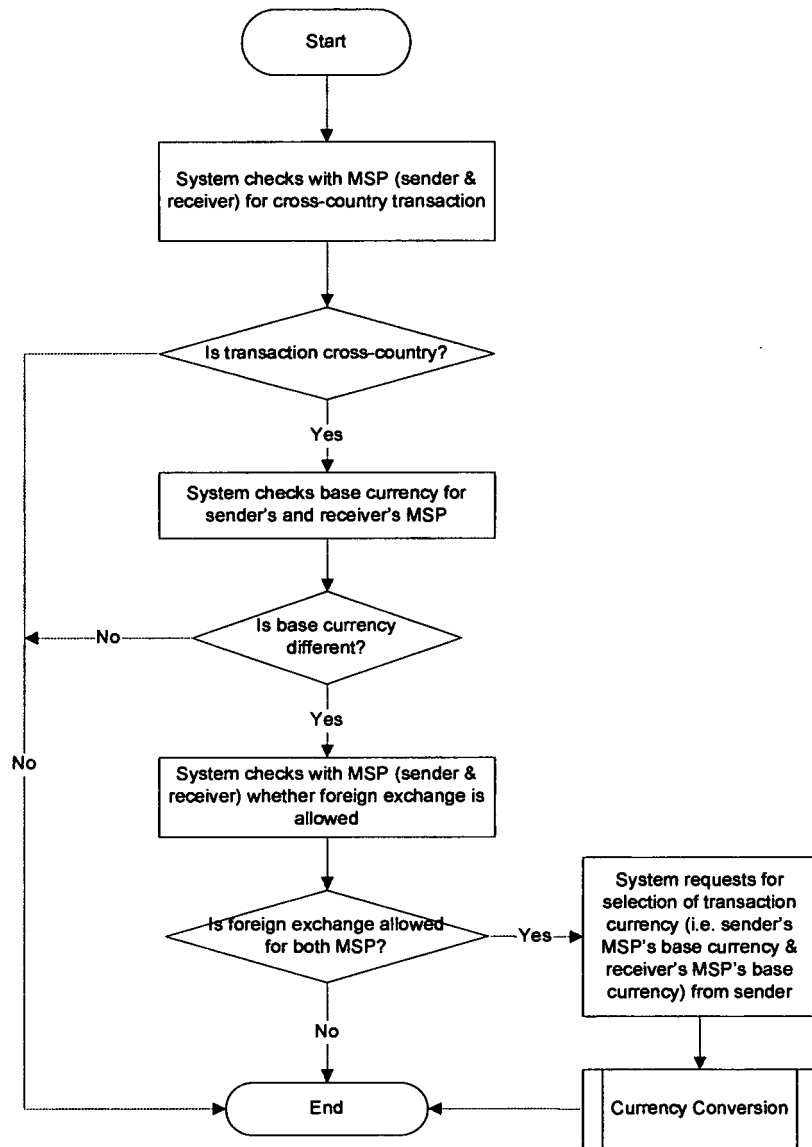 Start
System checks with MSP (sender &
receiver) for cross-country transaction
Is transaction cross-country?
Yes
System checks base currency for
sender's and receiver's MSP
Is base currency
different?
No
Yes
No
System checks with MSP (sender &
receiver) whether foreign exchange is
allowed
Is foreign exchange allowed
for both MSP?
Yes
System requests for
selection of transaction
currency (i.e. sender's
MSP's base currency &
receiver's MSP's base
currency) from sender
No
End
Currency Conversion